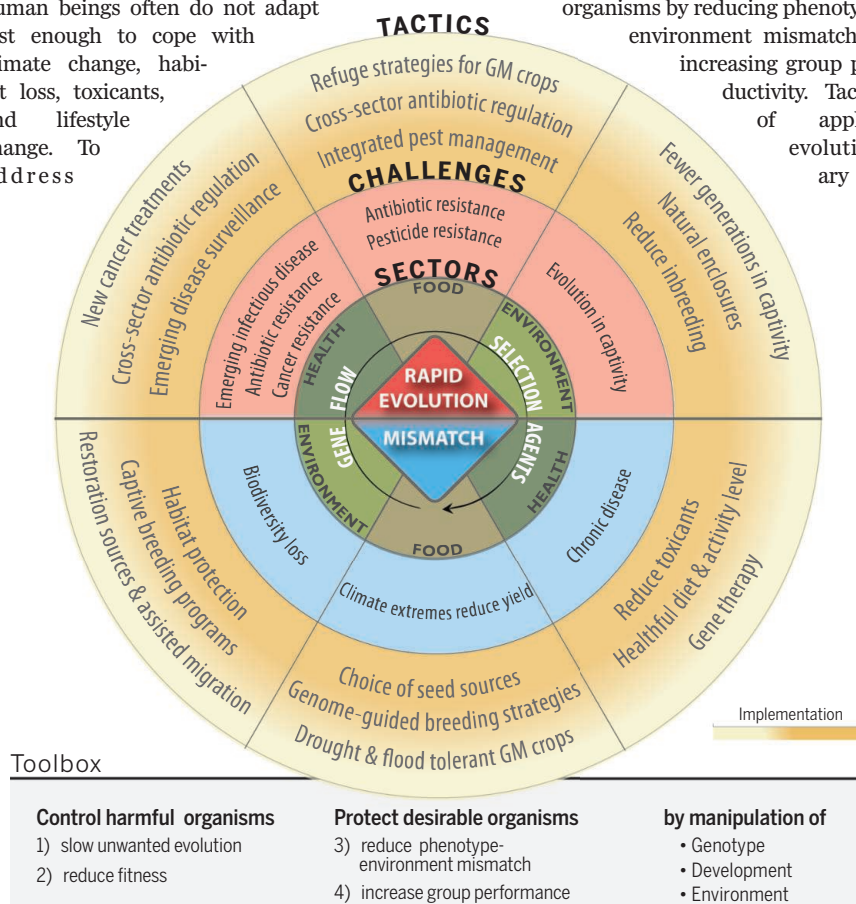 uman beings often do not adapt
st enough to cope with
imate change, habi-
t loss, toxicants,
nd lifestyle
hange. To
ddress
organisms by reducing phenoty
environment mismatch
increasing group p
ductivity. Tac
of appl
evoluti
ary
TACTICS
Refuge strategies for GM crops
Cross-sector antibiotic regulation
Integrated pest management
CHALLENGES
Antibiotic resistance
Pesticide resistance
SECTORS
FOOD
New cancer treatments
Cross-sector antibiotic regulation
Emerging disease surveillance
Emerging infectious disease
Antibiotic resistance
Cancer resistance
HEALTH
Fewer generations in captivity
Natural enclosures
Reduce inbreeding
Evolution in captivity
ENVIRONMENT
GENE FLOW
SELECTION AGENTS
RAPID
EVOLUTION
MISMATCH
ENVIRONMENT
Biodiversity loss
Habitat protection
Captive breeding programs
Restoration sources & assisted migration
FOOD
Climate extremes reduce yield
Choice of seed sources
Genome-guided breeding strategies
Drought & flood tolerant GM crops
HEALTH
Chronic disease
Reduce toxicants
Healthful diet & activity level
Gene therapy
Implementation
Toolbox
Control harmful organisms
1) slow unwanted evolution
2) reduce fitness
Protect desirable organisms
3) reduce phenotype-
environment mismatch
4) increase group performance
by manipulation of
• Genotype
• Development
• Environment